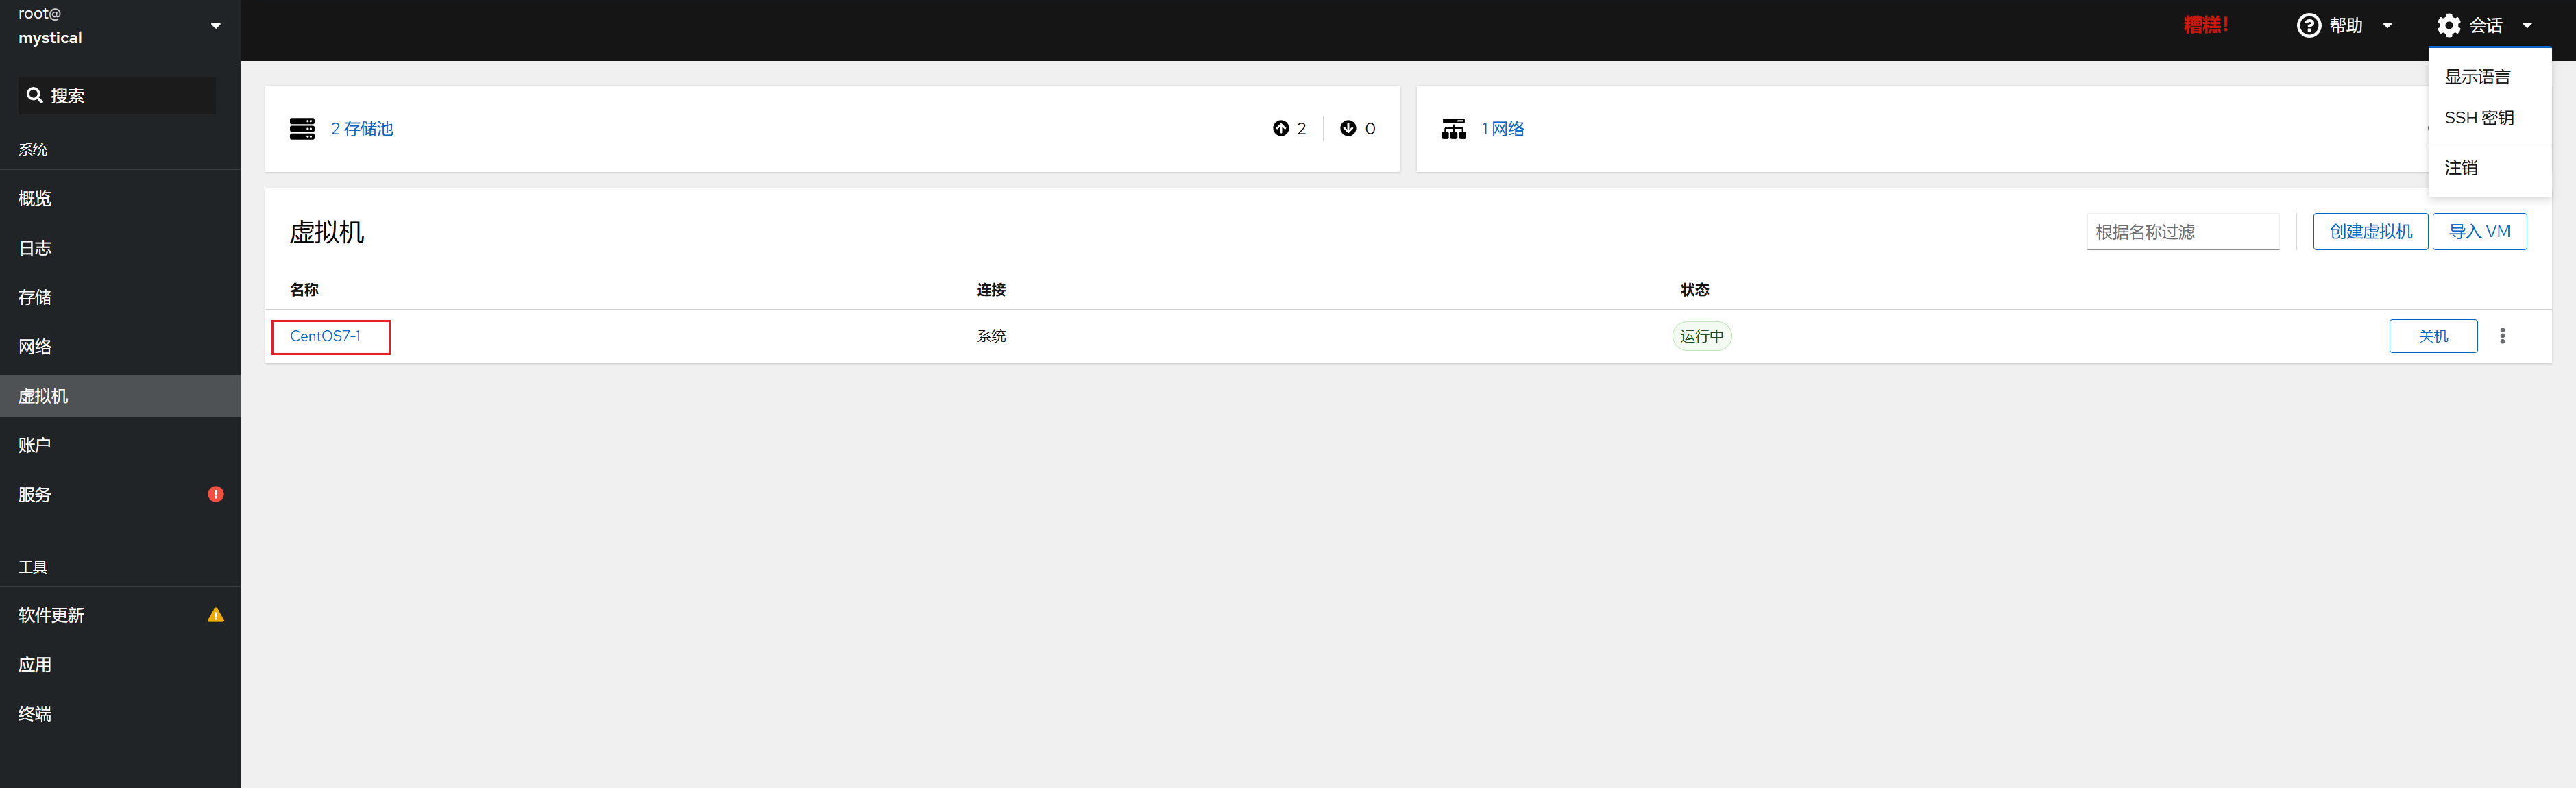 root@
mystical
糟糕!
帮助
会话
搜索
显示语言
SSH 密钥
注销
2 存储池
2
0
1 网络
系统
概览
日志
存储
网络
虚拟机
账户
服务
工具
软件更新
应用
终端
虚拟机
根据名称过滤
创建虚拟机
导入 VM
名称
连接
状态
CentOS7-1
系统
运行中
关机